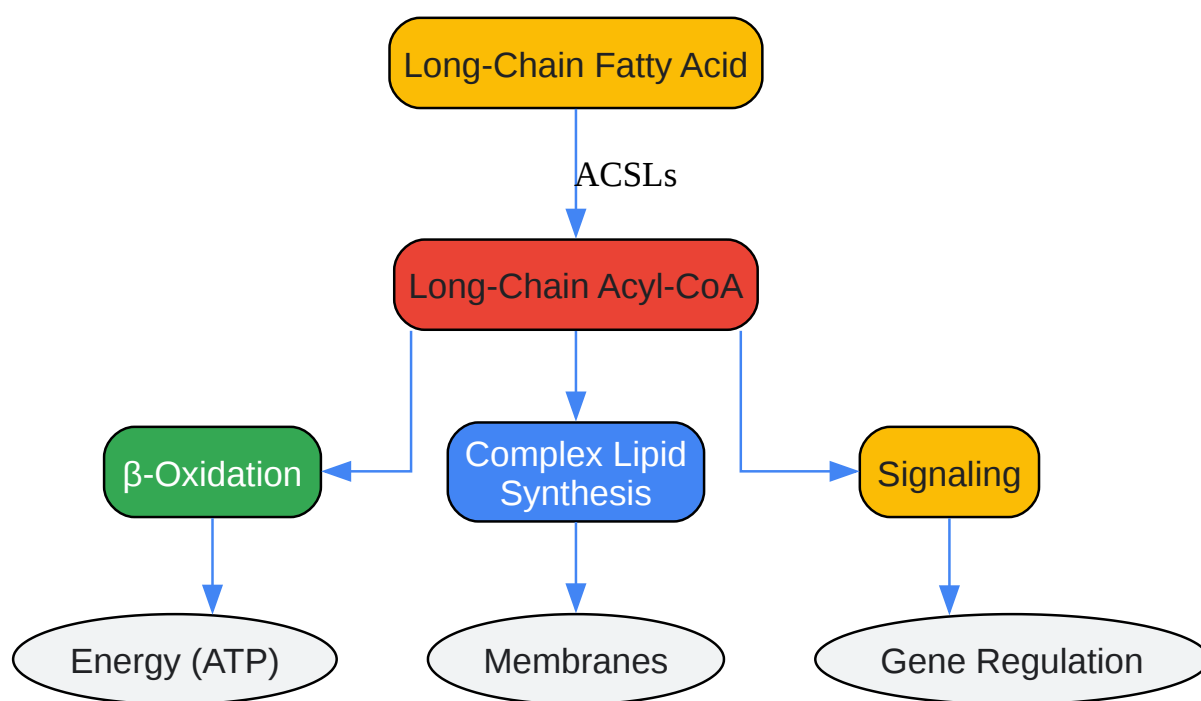 Long-Chain Fatty Acid
ACSLs
Long-Chain Acyl-CoA
β-Oxidation
Complex Lipid
Synthesis
Signaling
Energy (ATP)
Membranes
Gene Regulation